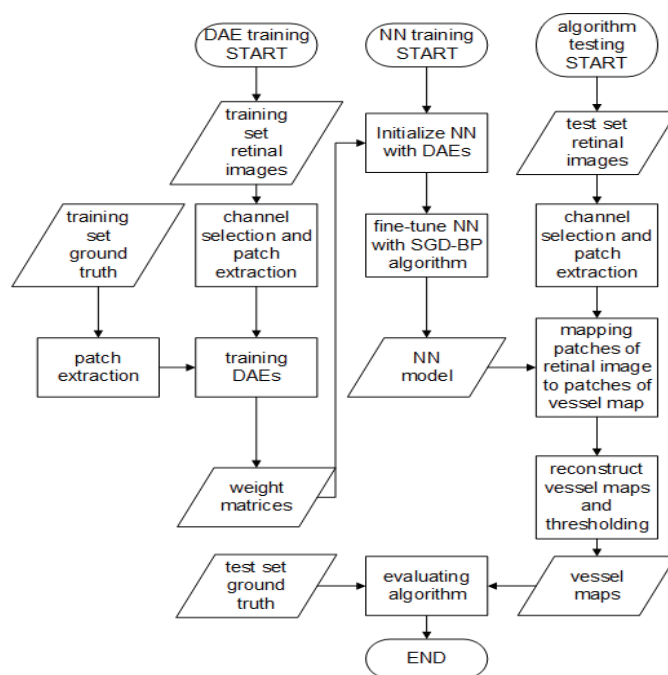 DAE training
START
NN training
START
algorithm
testing
START
training
set
retinal
images
Initialize NN
with DAEs
test set
retinal
images
training
set
ground
truth
channel
selection and
patch
extraction
fine-tune NN
with SGD-BP
algorithm
channel
selection and
patch
extraction
patch
extraction
training
DAEs
NN
model
mapping
patches of
retinal image
to patches of
vessel map
weight
matrices
reconstruct
vessel maps
and
thresholding
test set
ground
truth
evaluating
algorithm
vessel
maps
END